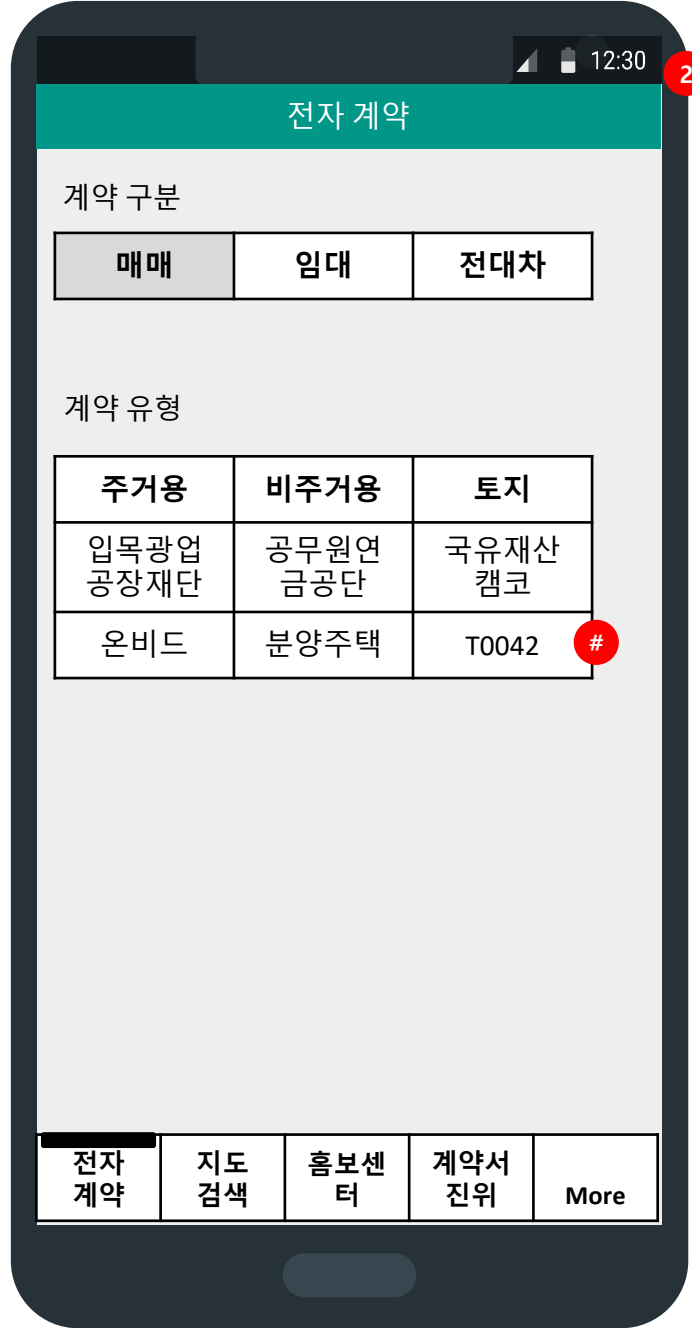 12:30
2
전자 계약
계약 구분
매매 임대 전대차
계약 유형
주거용 비주거용 토지
입목광업 공무원연 국유재산
공장재단 금공단 캠코
온비드 분양주택 T0042 #
전자 지도 홍보센 계약서
계약 검색 터 진위 More